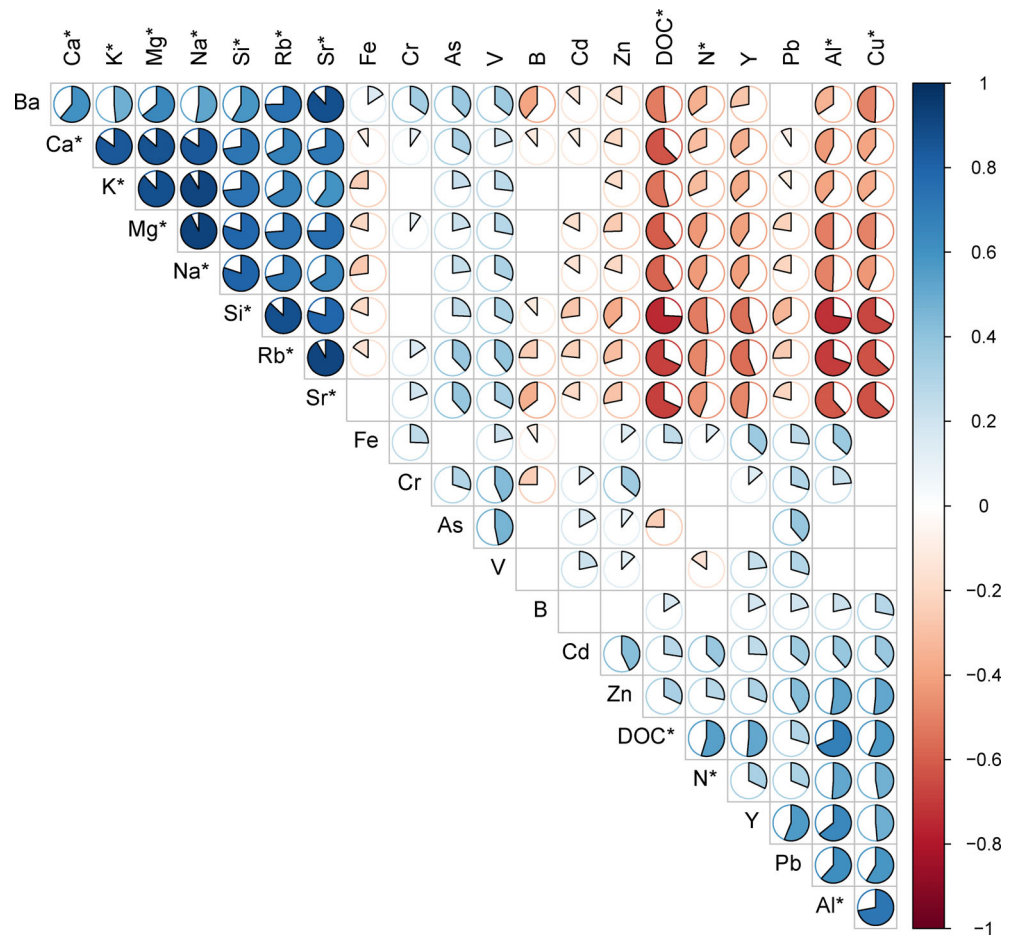 Ca* K* Mg* Na* Si* Rb* Sr* Fe Cr As V B Cd Zn DOC* N* Y Pb Al* Cu*
Ba
Ca*
K*
Mg*
Na*
Si*
Rb*
Sr*
Fe
Cr
As
V
B
Cd
Zn
DOC*
N*
Y
Pb
Al*
1
0.8
0.6
0.4
0.2
0
−0.2
−0.4
−0.6
−0.8
−1